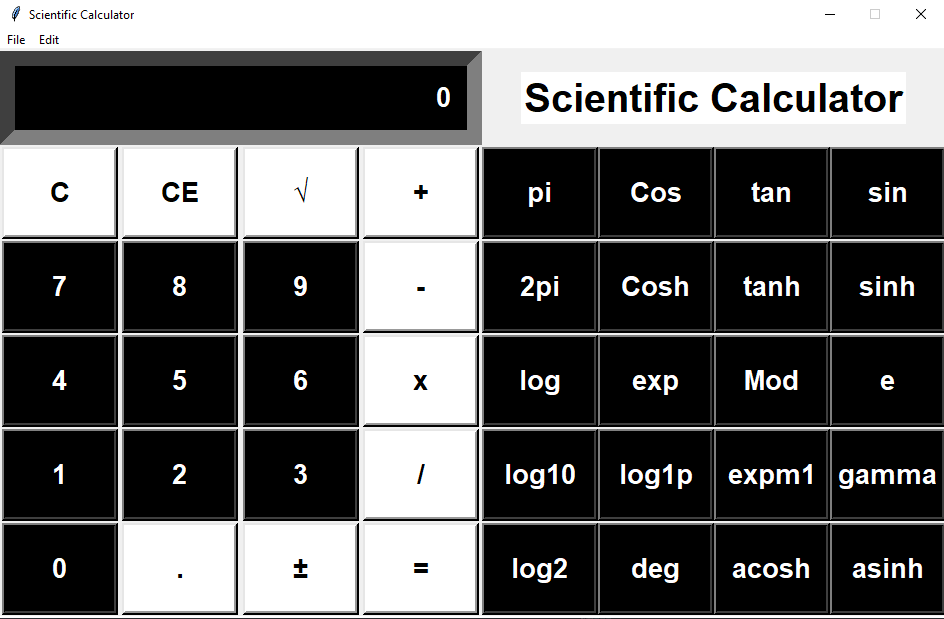 Scientific Calculator
File Edit
0
Scientific Calculator
C CE √ + pi Cos tan sin
7 8 9 - 2pi Cosh tanh sinh
4 5 6 x log exp Mod e
1 2 3 / log10 log1p expm1 gamma
0 . ± = log2 deg acosh asinh